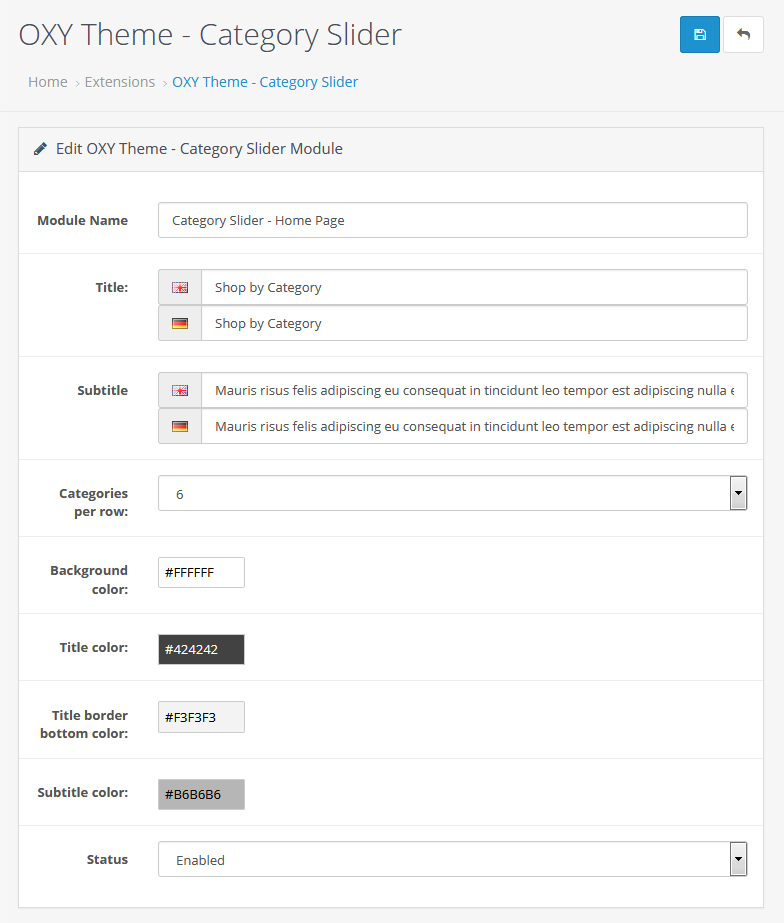 OXY Theme - Category Slider
Home › Extensions › OXY Theme - Category Slider
Edit OXY Theme - Category Slider Module
Module Name
Category Slider - Home Page
Title:
Shop by Category
Shop by Category
Subtitle
Mauris risus felis adipiscing eu consequat in tincidunt leo tempor est adipiscing nulla e
Mauris risus felis adipiscing eu consequat in tincidunt leo tempor est adipiscing nulla e
Categories
per row:
6
Background
color:
#FFFFFF
Title color:
#424242
Title border
bottom color:
#F3F3F3
Subtitle color:
#B6B6B6
Status
Enabled